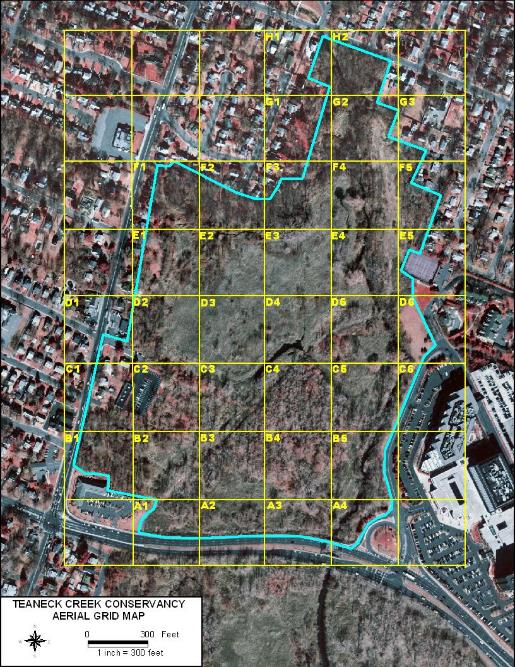 H1 H2
G1 G2 G3
F1 F2 F3 F4 F5
E1 E2 E3 E4 E5
D1 D2 D3 D4 D5 D6
C1 C2 C3 C4 C5 C6
B1 B2 B3 B4 B5
A1 A2 A3 A4
TEANECK CREEK CONSERVANCY
AERIAL GRID MAP
0 300 Feet
1 inch = 300 feet